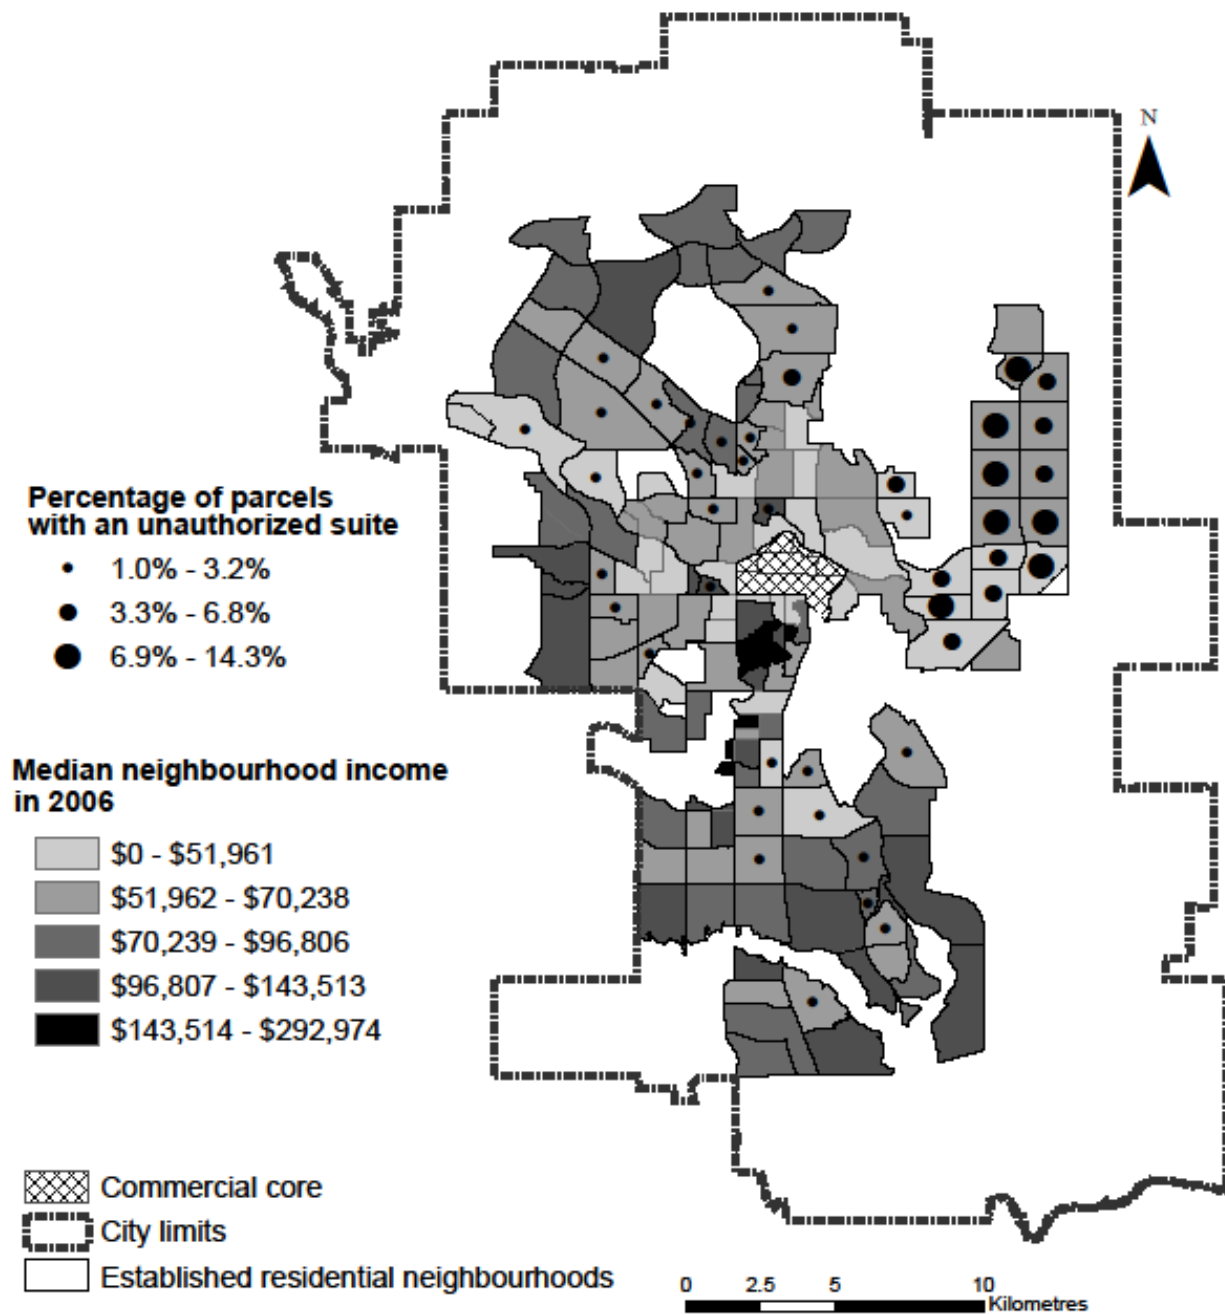 N
Percentage of parcels
with an unauthorized suite
1.0% - 3.2%
3.3% - 6.8%
6.9% - 14.3%
Median neighbourhood income
in 2006
$0 - $51,961
$51,962 - $70,238
$70,239 - $96,806
$96,807 - $143,513
$143,514 - $292,974
Commercial core
City limits
Established residential neighbourhoods
0 2.5 5 10
Kilometres